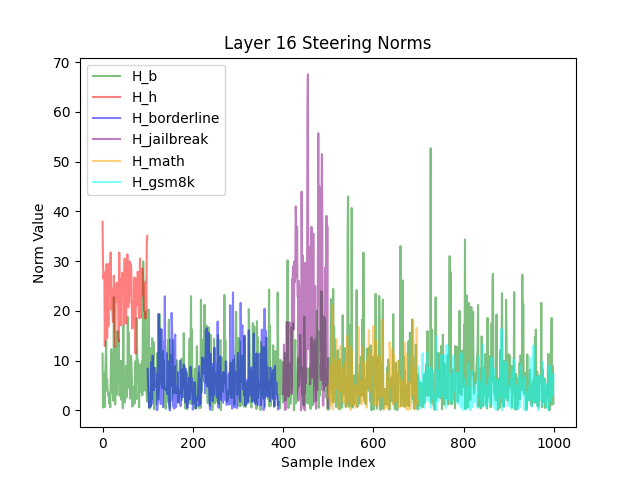 Layer 16 Steering Norms
70
60
50
40
30
20
10
0
Norm Value
H_b
H_h
H_borderline
H_jailbreak
H_math
H_gsm8k
0
200
400
600
800
1000
Sample Index